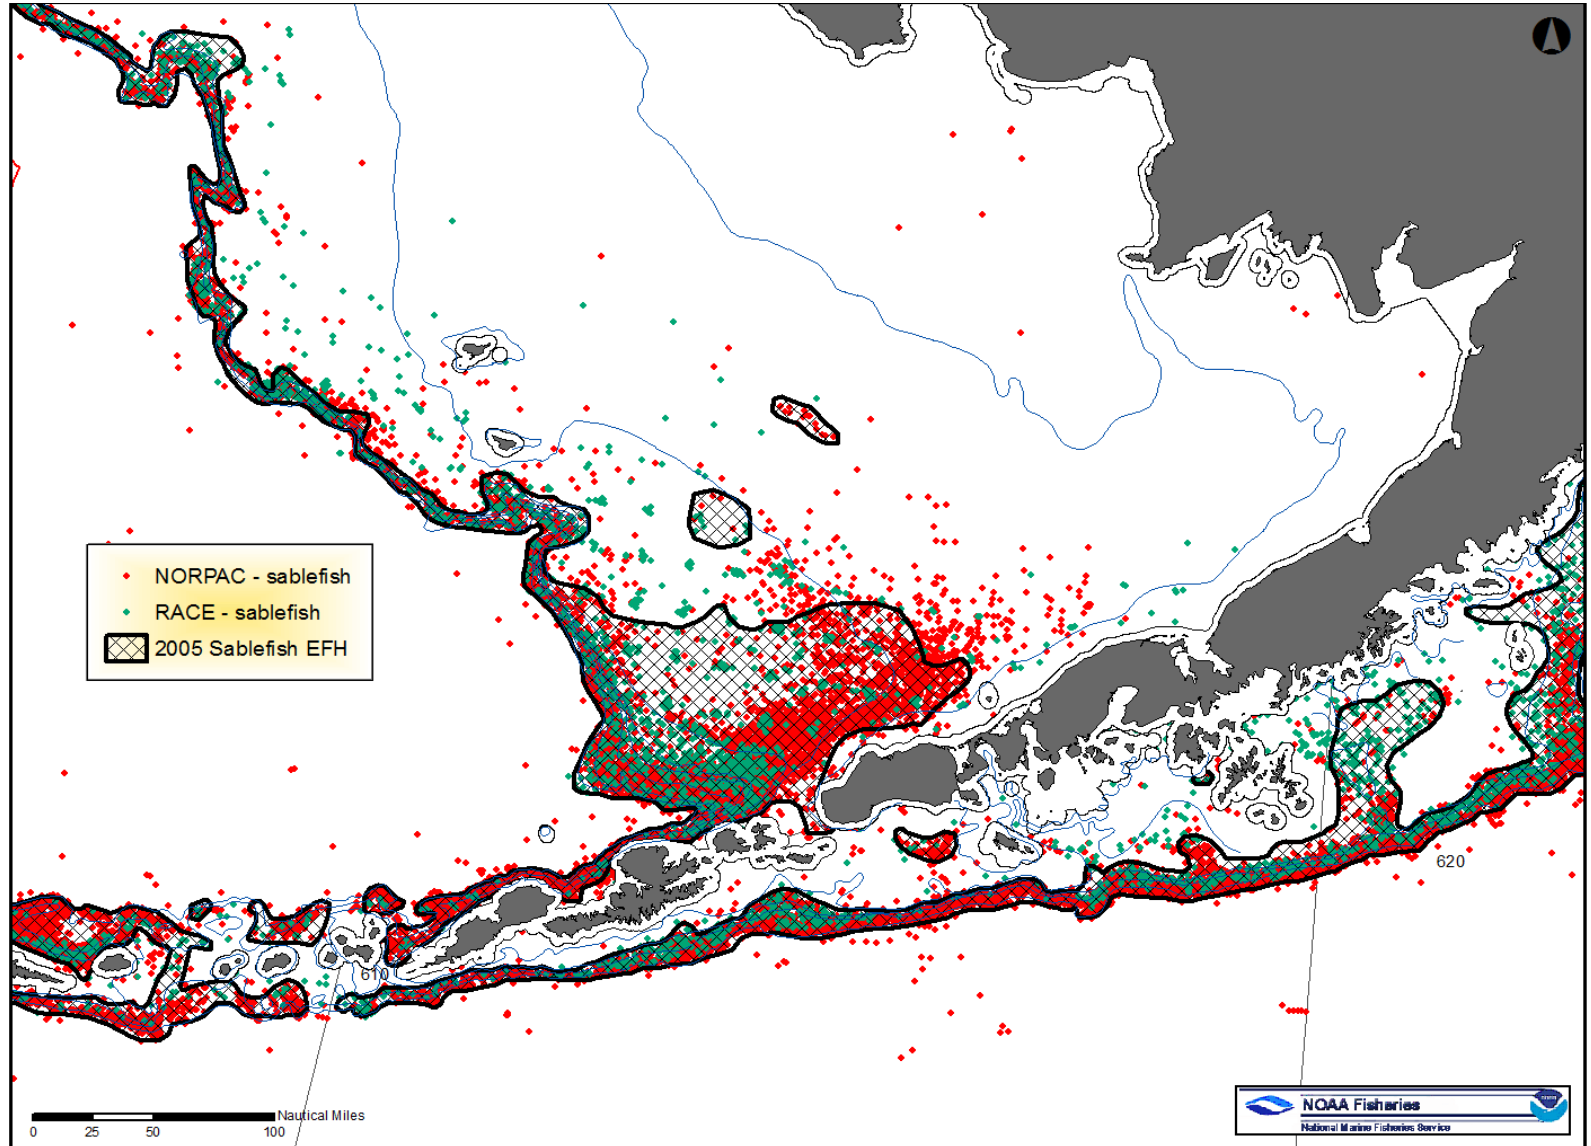 NORPAC - sablefish
RACE - sablefish
2005 Sablefish EFH
620
610
Nautical Miles
0 25 50 100
NOAA Fisheries
National Marine Fisheries Service